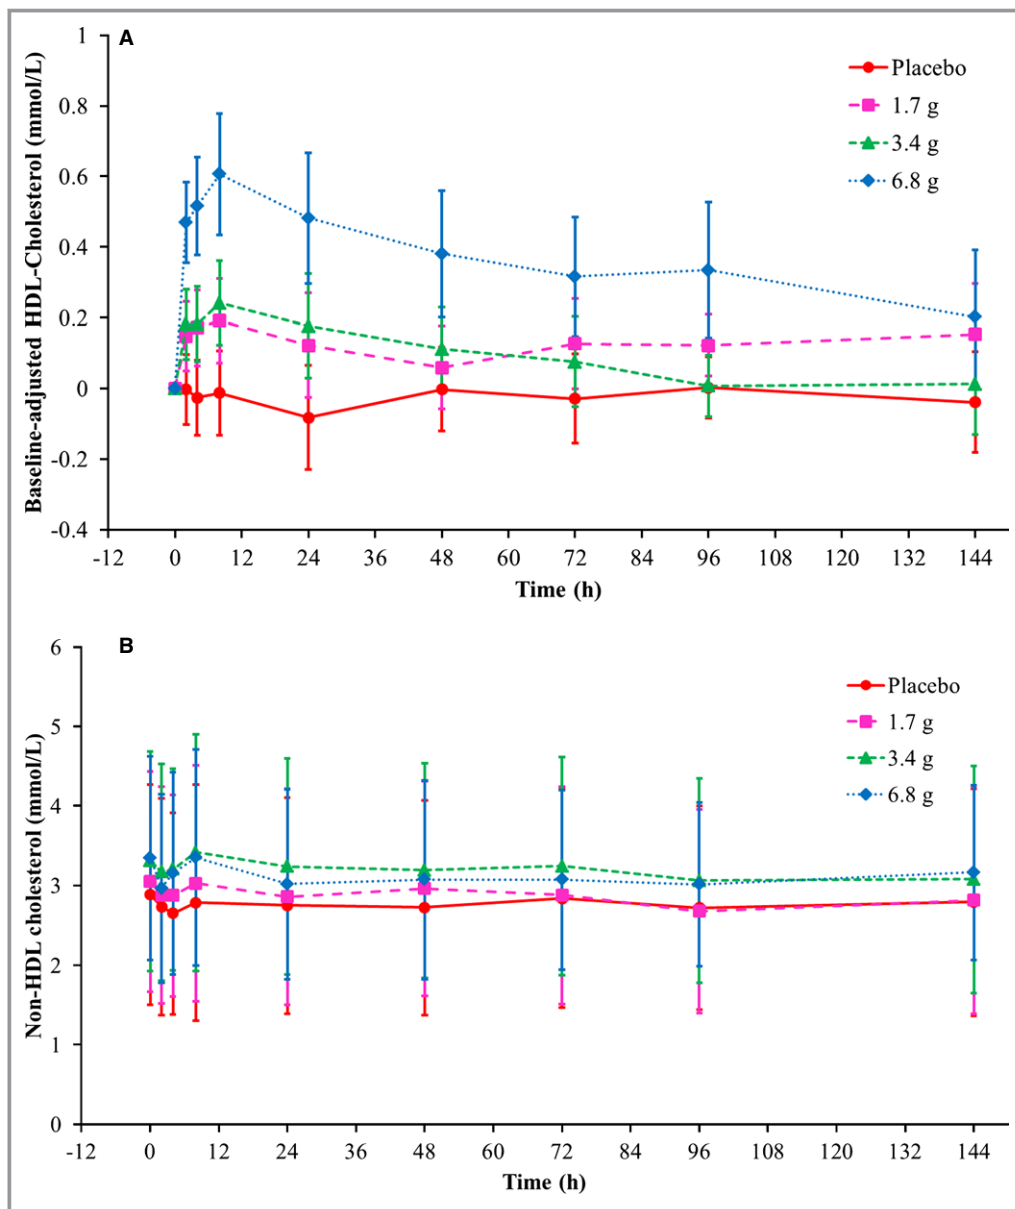 A
Baseline-adjusted HDL-Cholesterol (mmol/L)
1
0.8
0.6
0.4
0.2
0
-0.2
-0.4
Placebo
1.7 g
3.4 g
6.8 g
-12 0 12 24 36 48 60 72 84 96 108 120 132 144
Time (h)
B
Non-HDL cholesterol (mmol/L)
6
5
4
3
2
1
0
Placebo
1.7 g
3.4 g
6.8 g
-12 0 12 24 36 48 60 72 84 96 108 120 132 144
Time (h)